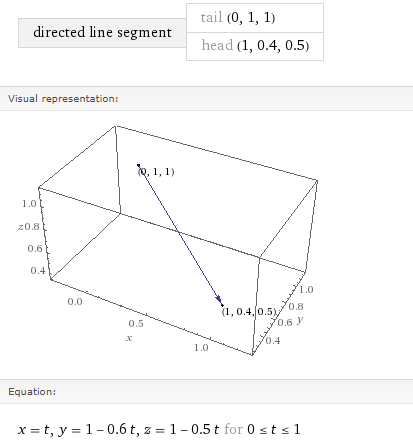 directed line segment
tail (0, 1, 1)
head (1, 0.4, 0.5)
Visual representation:
(0, 1, 1)
1.0
z 0.8
0.6
0.4
0.0
0.5
x
1.0
(1, 0.4, 0.5)
1.0
0.8
0.6 y
0.4
Equation:
x = t, y = 1 – 0.6 t, z = 1 – 0.5 t for 0 ≤ t ≤ 1